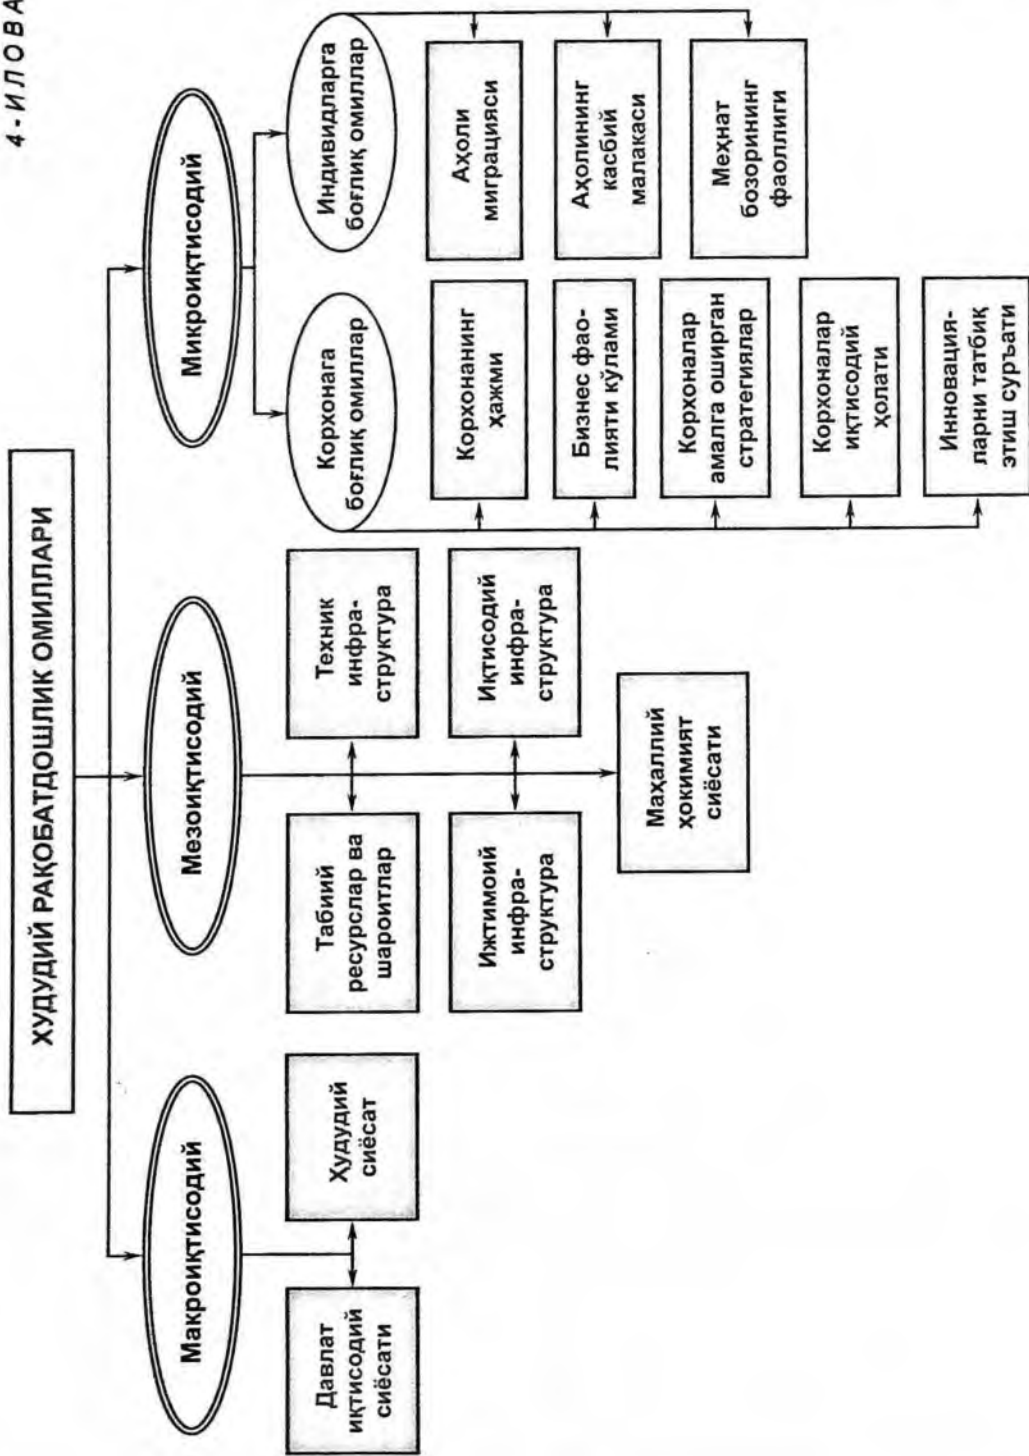 4-ИЛОВА
ХУДУДИЙ РАҚОБАТДОШЛИК ОМИЛЛАРИ
Макроиқтисодий
Давлат
иқтисодий
сиёсати
Ҳудудий
сиёсат
Мезоиқтисодий
Табиий
ресурслар ва
шароитлар
Техник
инфра-
структура
Ижтимоий
инфра-
структура
Иқтисодий
инфра-
структура
Маҳаллий
ҳокимият
сиёсати
Микроиқтисодий
Корхонага
боғлиқ омиллар
Корхонанинг
ҳажми
Бизнес фао-
лияти кўлами
Корхоналар
амалга оширган
стратегиялар
Корхоналар
иқтисодий
ҳолати
Инновация-
ларни татбиқ
этиш суръати
Индивидларга
боғлиқ омиллар
Аҳоли
миграцияси
Аҳолининг
касбий
малакаси
Меҳнат
бозорининг
фаоллиги